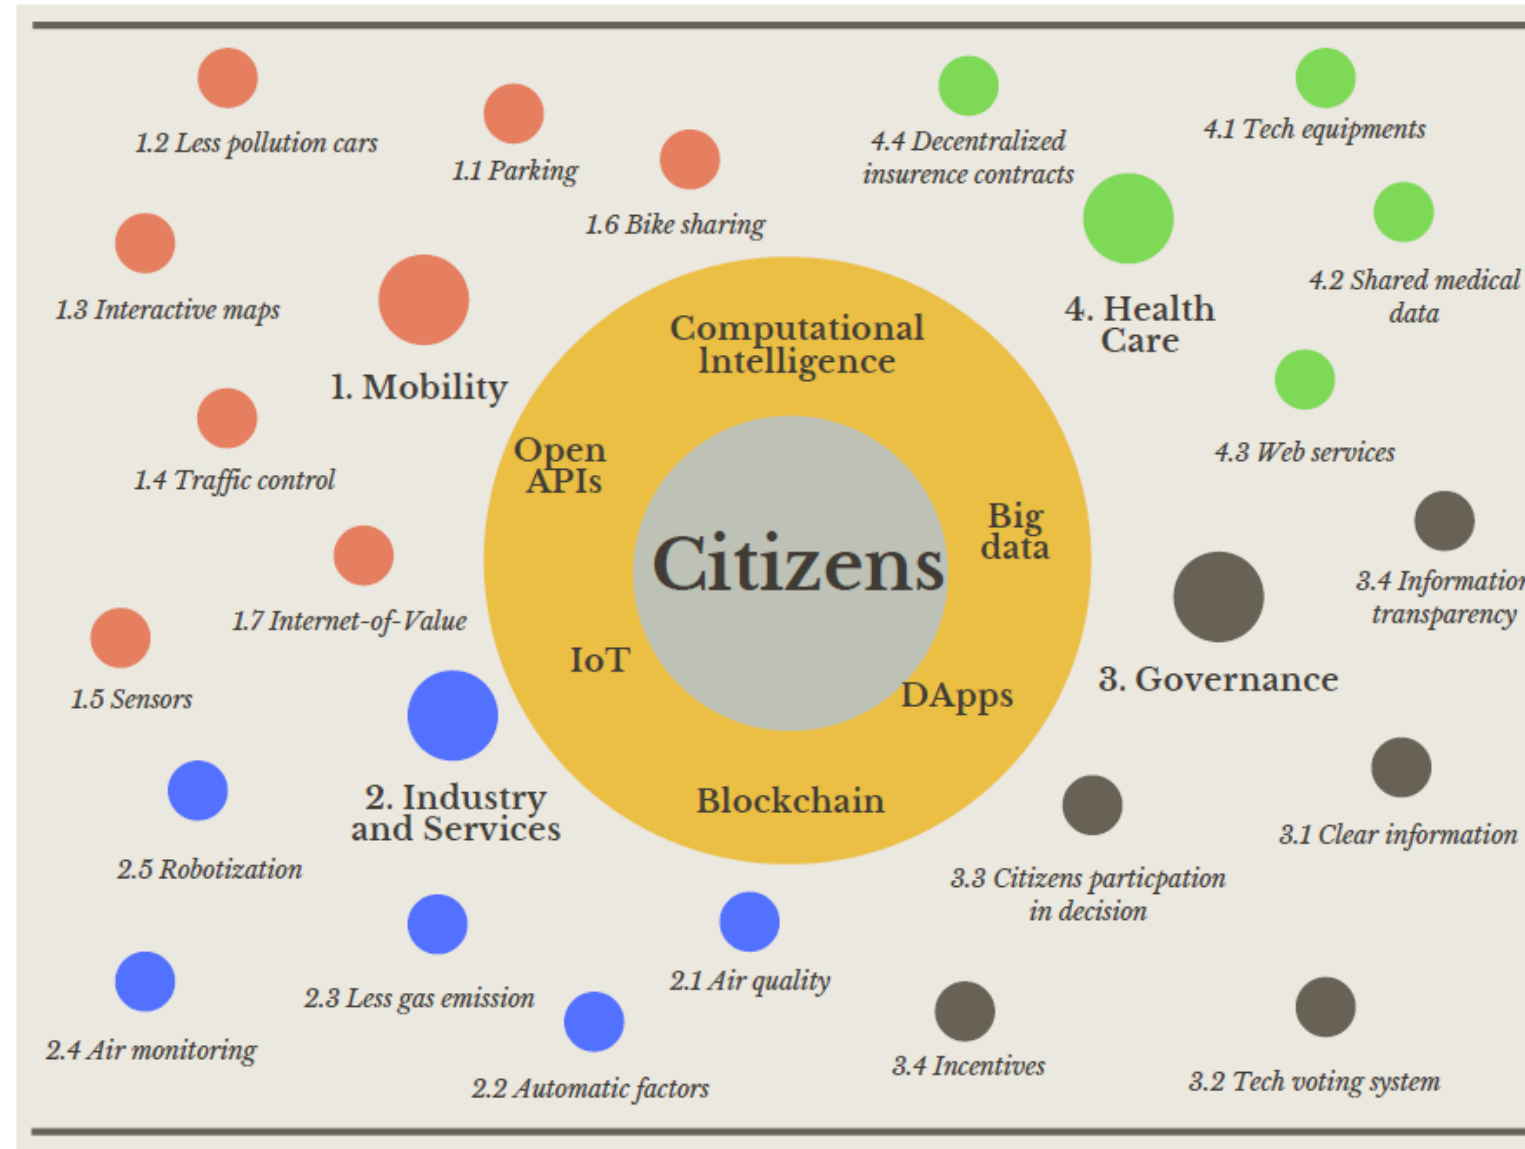 1.2 Less pollution cars
1.1 Parking
1.6 Bike sharing
1.3 Interactive maps
1. Mobility
1.4 Traffic control
1.7 Internet-of-Value
1.5 Sensors
4.4 Decentralized
insurence contracts
4.1 Tech equipments
4.2 Shared medical
data
4. Health
Care
4.3 Web services
Computational
Intelligence
Open
APIs
Big
data
Citizens
IoT
DApps
Blockchain
3.4 Information
transparency
3. Governance
3.1 Clear information
3.3 Citizens particpation
in decision
3.4 Incentives
3.2 Tech voting system
2. Industry
and Services
2.5 Robotization
2.3 Less gas emission
2.1 Air quality
2.4 Air monitoring
2.2 Automatic factors